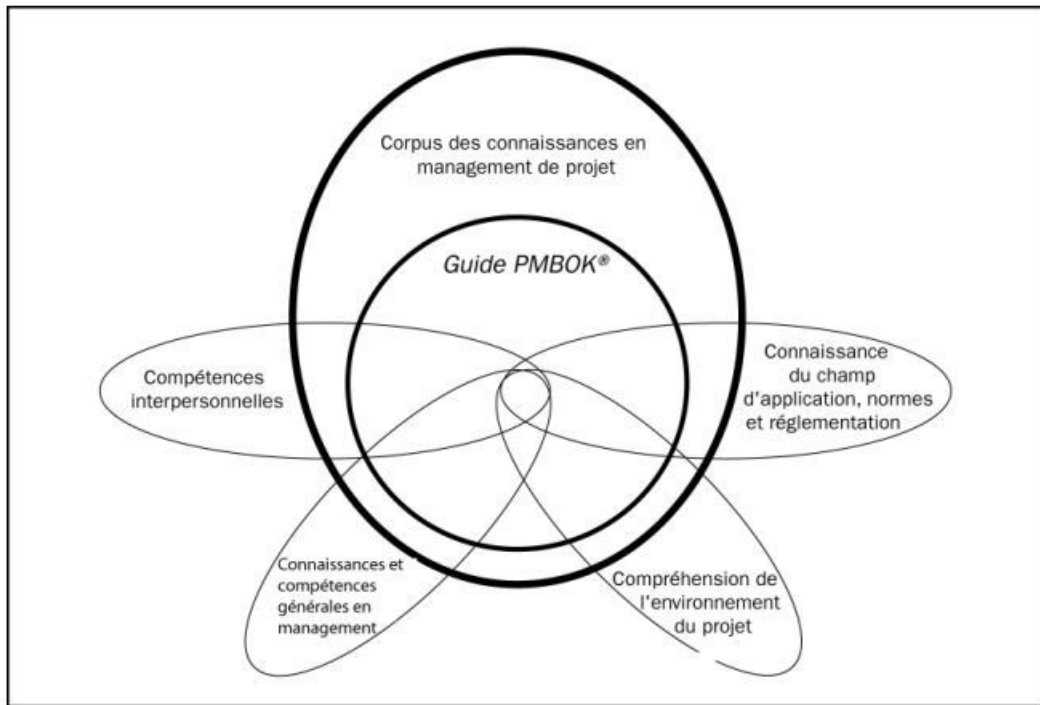 Corpus des connaissances en
management de projet
Guide PMBOK®
Compétences
interpersonnelles
Connaissance
du champ
d'application, normes
et réglementation
Connaissances et
compétences
générales en
management
Compréhension de
l'environnement
du projet